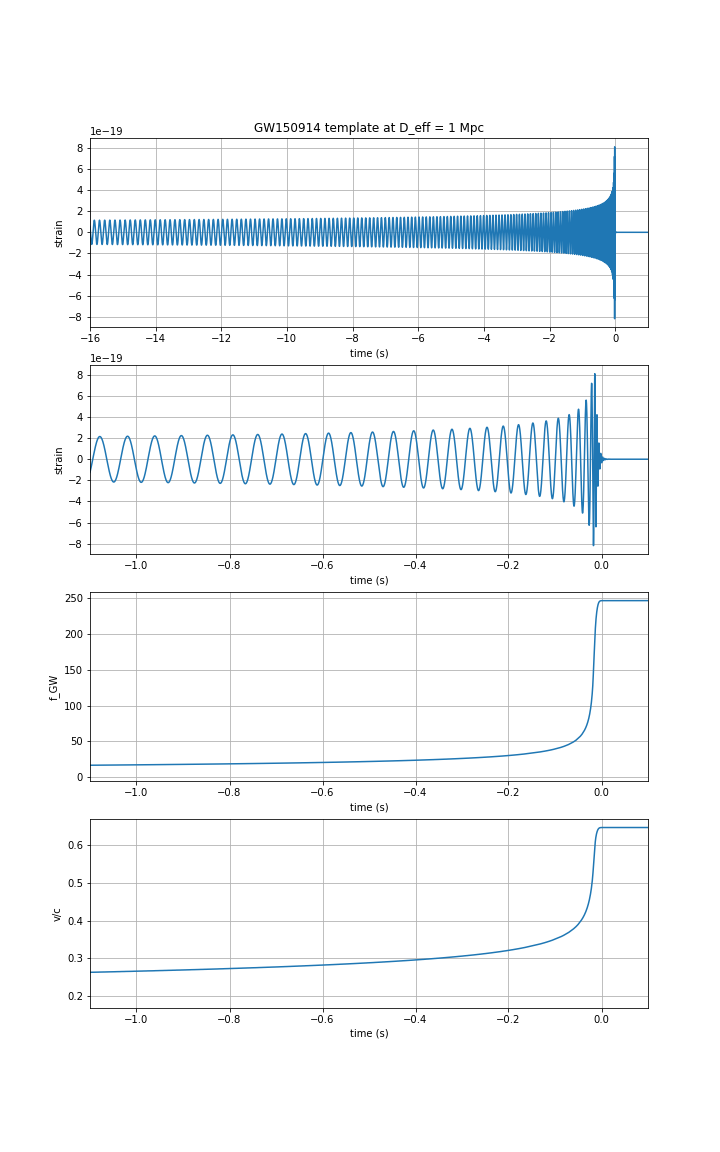 GW150914 template at D_eff = 1 Mpc
1e−19
8
6
4
2
0
−2
−4
−6
−8
strain
−16 −14 −12 −10 −8 −6 −4 −2 0
time (s)
1e−19
8
6
4
2
0
−2
−4
−6
−8
strain
−1.0 −0.8 −0.6 −0.4 −0.2 0.0
time (s)
250
200
150
100
50
0
f_GW
−1.0 −0.8 −0.6 −0.4 −0.2 0.0
time (s)
0.6
0.5
0.4
0.3
0.2
v/c
−1.0 −0.8 −0.6 −0.4 −0.2 0.0
time (s)